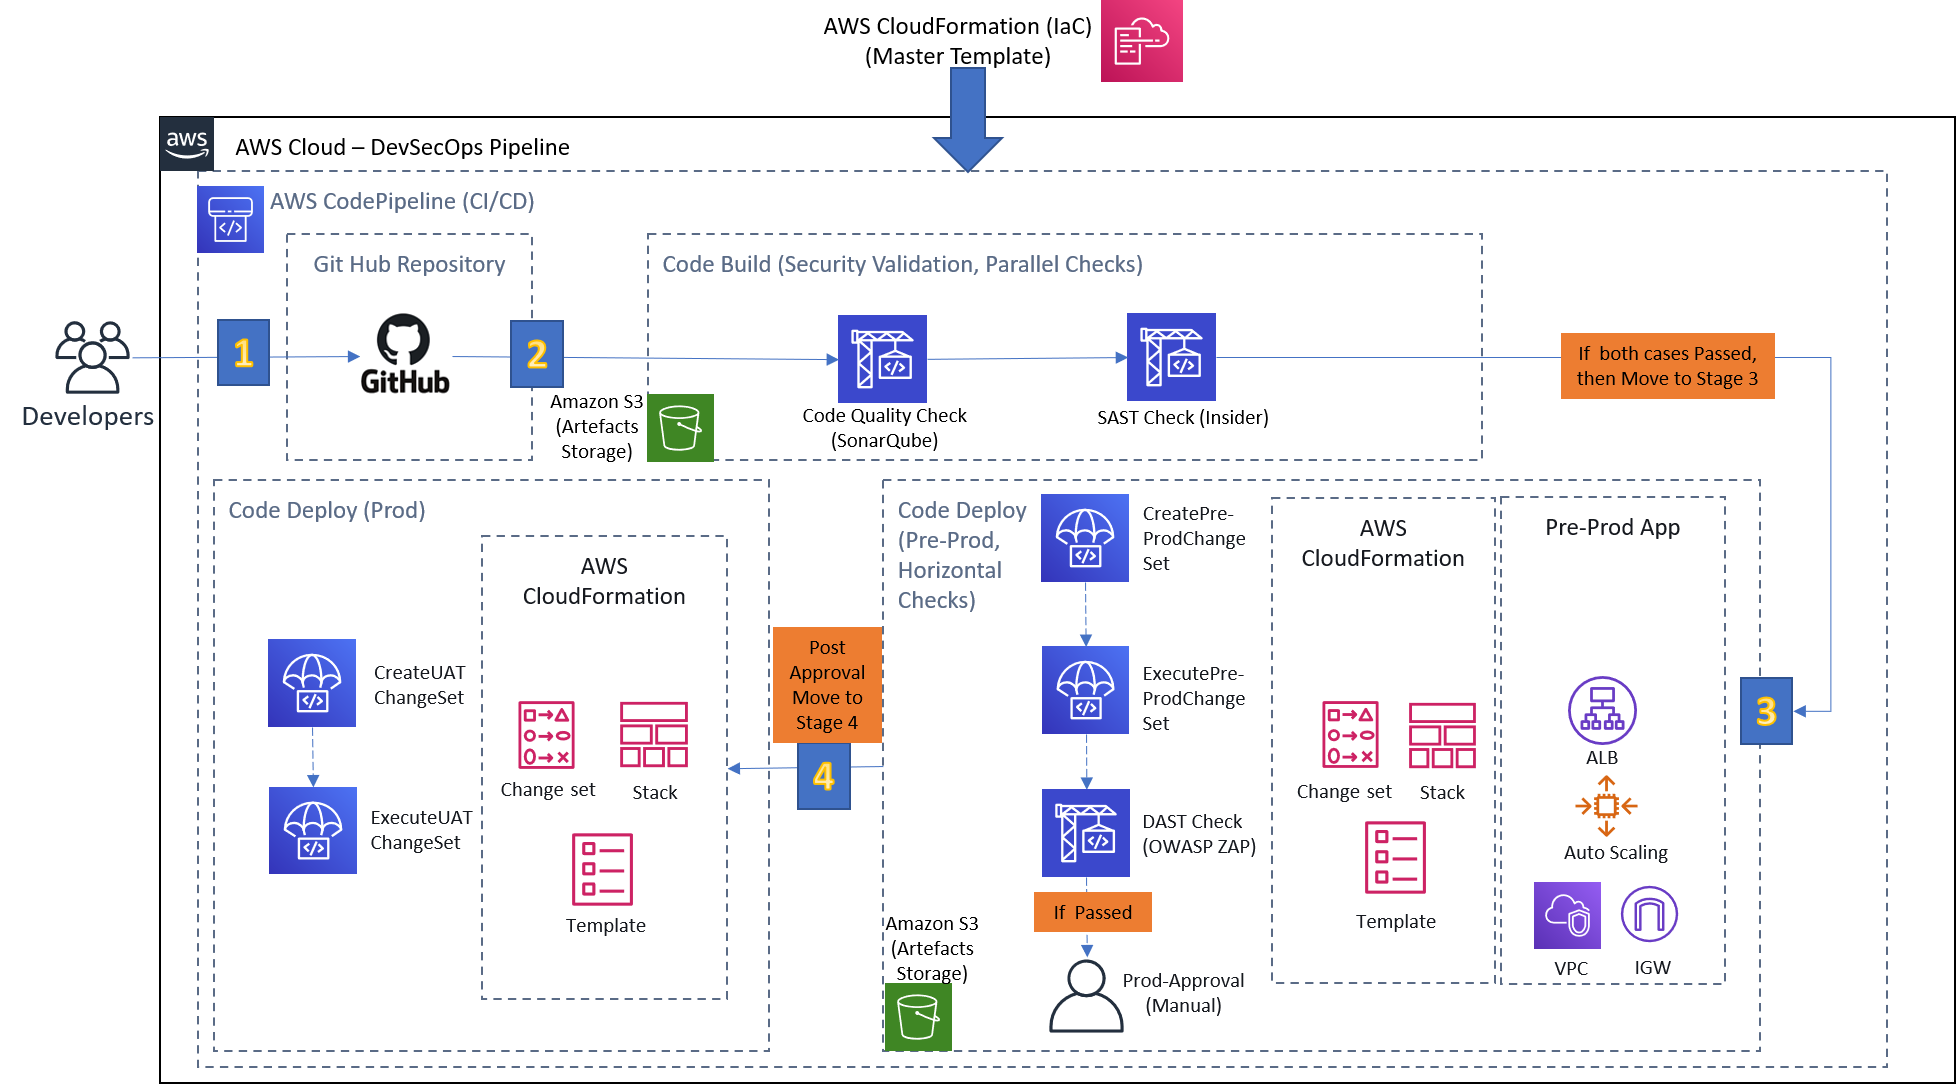 AWS CloudFormation (IaC)
(Master Template)
aws
AWS Cloud – DevSecOps Pipeline
AWS CodePipeline (CI/CD)
Git Hub Repository
Code Build (Security Validation, Parallel Checks)
Developers
1
GitHub
2
Amazon S3
(Artefacts
Storage)
Code Quality Check
(SonarQube)
SAST Check (Insider)
If both cases Passed,
then Move to Stage 3
Code Deploy (Prod)
AWS
CloudFormation
CreateUAT
ChangeSet
ExecuteUAT
ChangeSet
Change set
Stack
Template
Post
Approval
Move to
Stage 4
4
Code Deploy
(Pre-Prod,
Horizontal
Checks)
CreatePre-
ProdChange
Set
ExecutePre-
ProdChange
Set
DAST Check
(OWASP ZAP)
If Passed
Prod-Approval
(Manual)
Amazon S3
(Artefacts
Storage)
AWS
CloudFormation
Change set
Stack
Template
Pre-Prod App
ALB
Auto Scaling
VPC
IGW
3